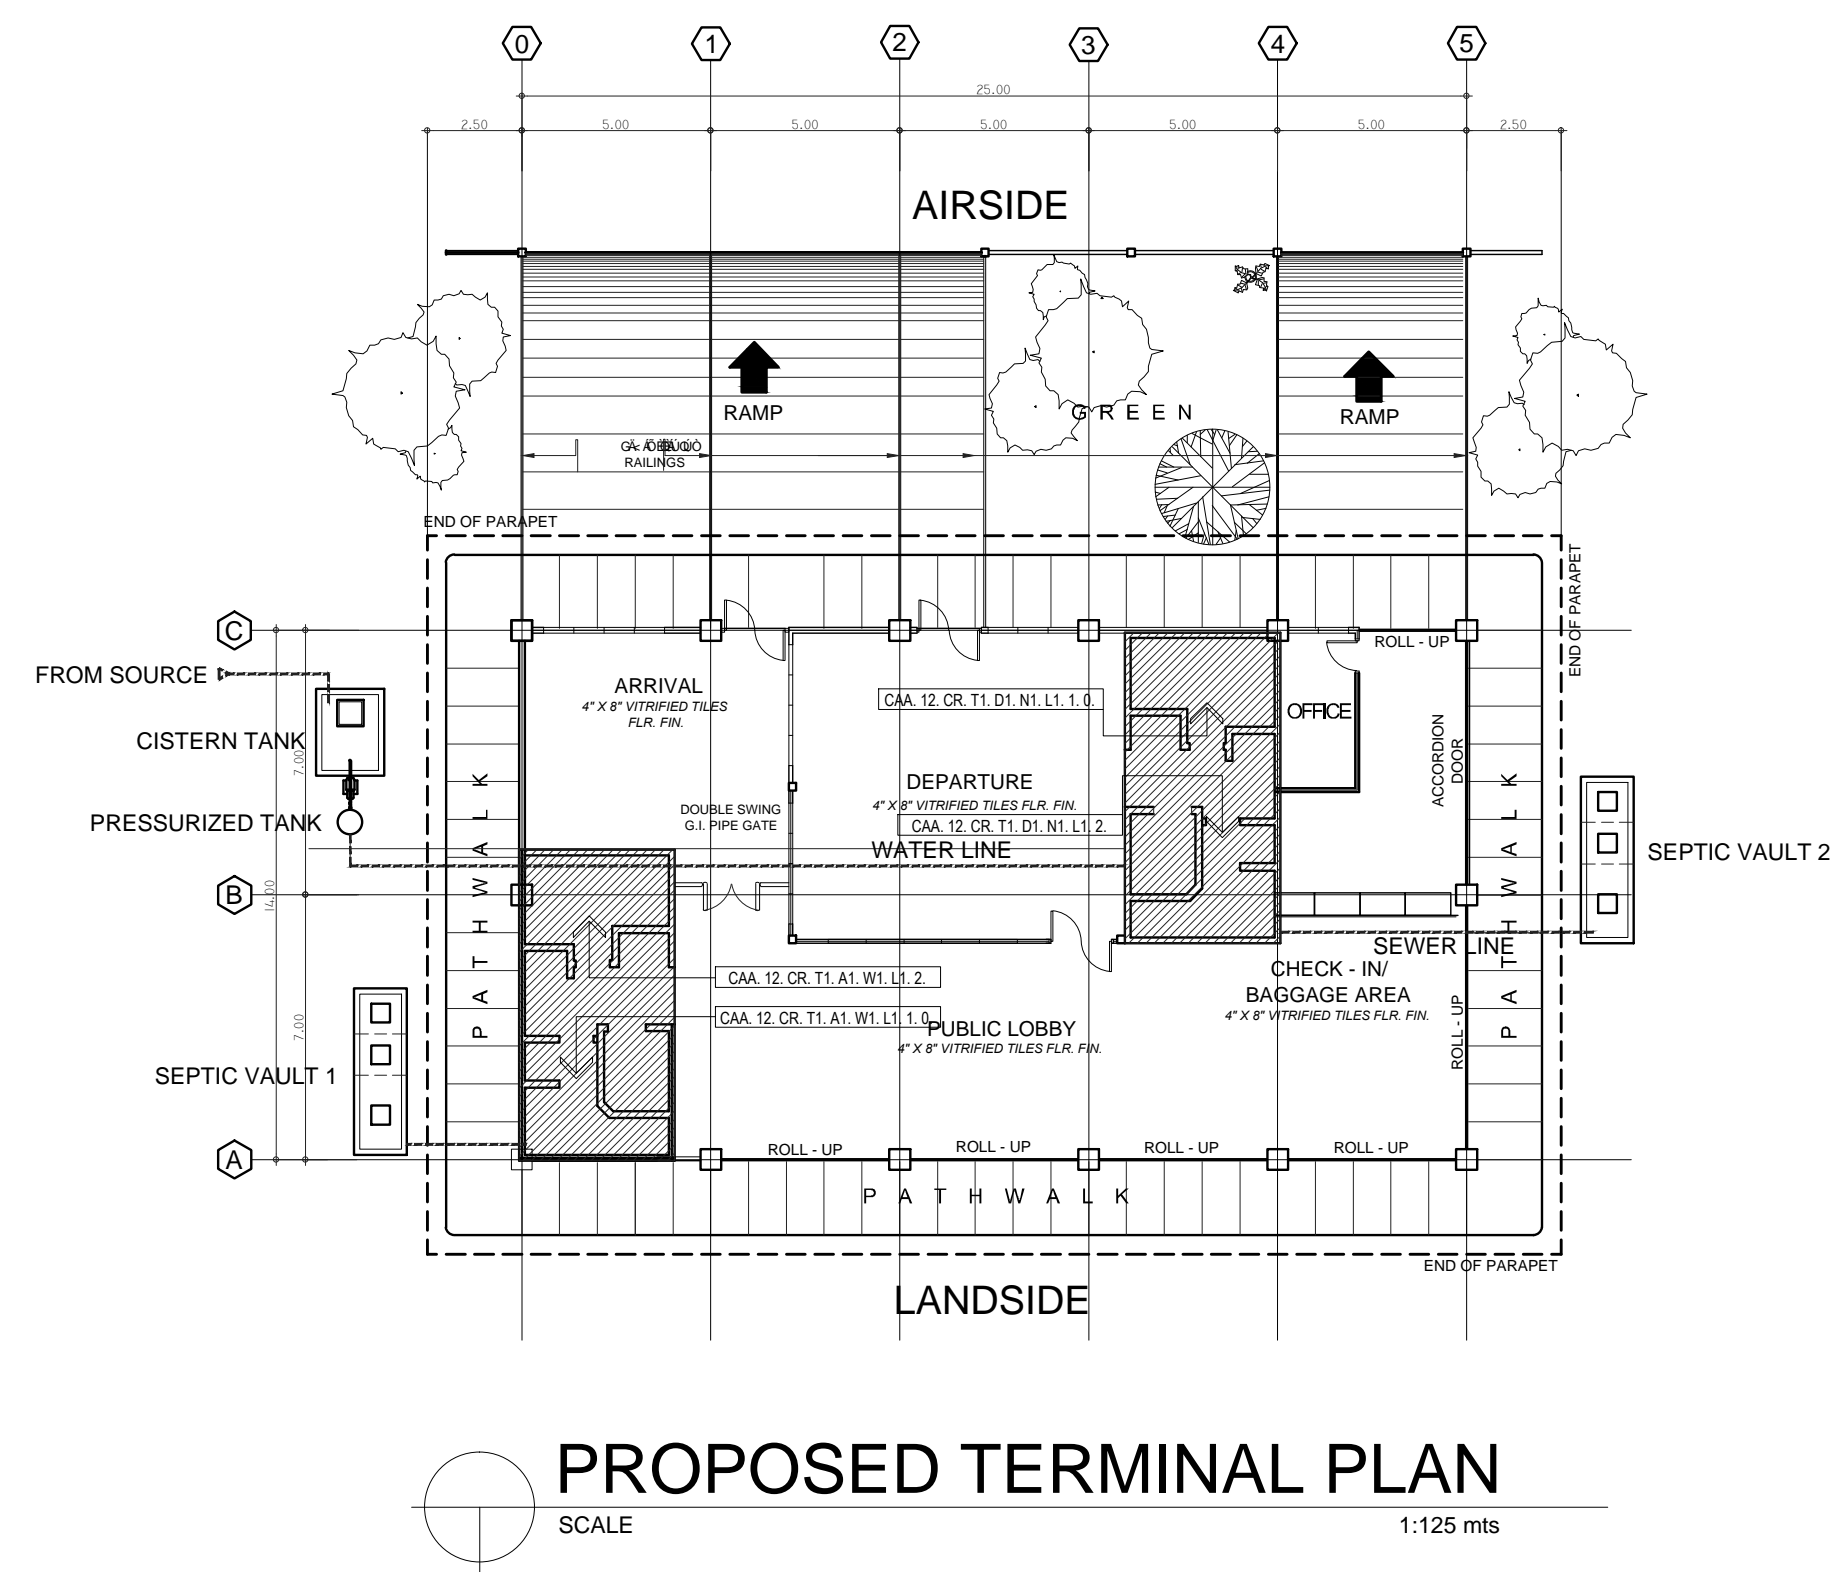 0
1
2
3
4
5
25.00
2.50
5.00
5.00
5.00
5.00
5.00
2.50
AIRSIDE
RAMP
GREEN
RAMP
RAILINGS
END OF PARAPET
END OF PARAPET
C
ROLL - UP
FROM SOURCE
ARRIVAL
4" X 8" VITRIFIED TILES
FLR. FIN.
CAA. 12. CR. T1. D1. N1. L1. 1. 0.
OFFICE
CISTERN TANK
7.00
ACCORDION
DOOR
DEPARTURE
4" X 8" VITRIFIED TILES FLR. FIN.
DOUBLE SWING
G.I. PIPE GATE
CAA. 12. CR. T1. D1. N1. L1. 2.
PRESSURIZED TANK
WATER LINE
SEPTIC VAULT 2
PATHWALK
PATHWALK
B
14.00
SEWER LINE
CHECK - IN/
BAGGAGE AREA
4" X 8" VITRIFIED TILES FLR. FIN.
CAA. 12. CR. T1. A1. W1. L1. 2.
CAA. 12. CR. T1. A1. W1. L1. 1. 0.
PUBLIC LOBBY
4" X 8" VITRIFIED TILES FLR. FIN.
7.00
ROLL - UP
SEPTIC VAULT 1
A
ROLL - UP
ROLL - UP
ROLL - UP
ROLL - UP
PATHWALK
END OF PARAPET
LANDSIDE
PROPOSED TERMINAL PLAN
SCALE
1:125 mts